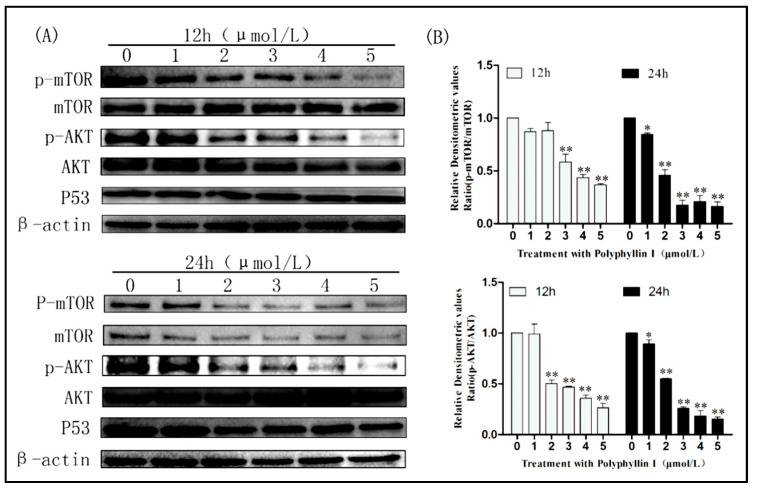 (A)
12h (μmol/L)
0 1 2 3 4 5
p-mTOR
mTOR
p-AKT
AKT
P53
β-actin
24h (μmol/L)
0 1 2 3 4 5
P-mTOR
mTOR
p-AKT
AKT
P53
β-actin
(B)
Relative Densitometric values
Ratio(p-mTOR/mTOR)
1.5
1.0
0.5
0.0
12h
24h
** ** **
* ** ** ** **
0 1 2 3 4 5 0 1 2 3 4 5
Treatment with Polyphyllin I (μmol/L)
Relative Densitometric values
Ratio(p-AKT/AKT)
1.5
1.0
0.5
0.0
12h
24h
** ** ** **
* ** ** ** **
0 1 2 3 4 5 0 1 2 3 4 5
Treatment with Polyphyllin I (μmol/L)